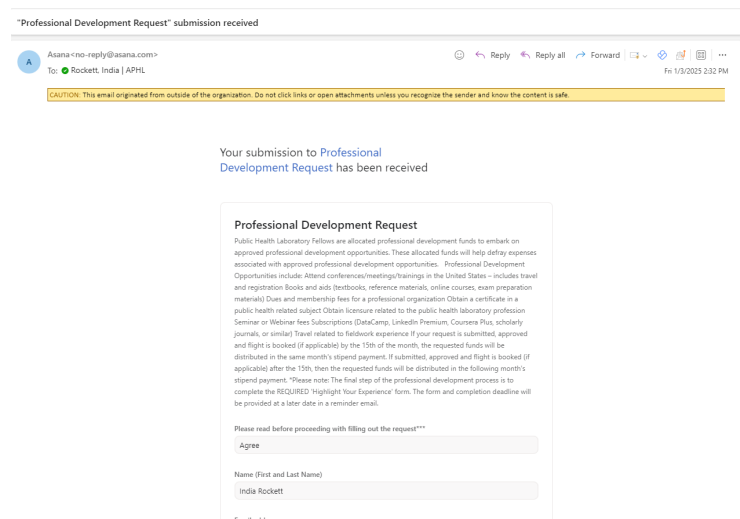 "Professional Development Request" submission received
A
Asana<no-reply@asana.com>
Reply
Reply all
Forward
To: Rockett, India | APHL
Fri 1/3/2025 2:32 PM
CAUTION: This email originated from outside of the organization. Do not click links or open attachments unless you recognize the sender and know the content is safe.
Your submission to Professional
Development Request has been received
Professional Development Request
Public Health Laboratory Fellows are allocated professional development funds to embark on
approved professional development opportunities. These allocated funds will help defray expenses
associated with approved professional development opportunities. Professional Development
Opportunities include: Attend conferences/meetings/trainings in the United States – includes travel
and registration Books and aids (textbooks, reference materials, online courses, exam preparation
materials) Dues and membership fees for a professional organization Obtain a certificate in a
public health related subject Obtain licensure related to the public health laboratory profession
Seminar or Webinar fees Subscriptions (DataCamp, LinkedIn Premium, Coursera Plus, scholarly
journals, or similar) Travel related to fieldwork experience If your request is submitted, approved
and flight is booked (if applicable) by the 15th of the month, the requested funds will be
distributed in the same month's stipend payment. If submitted, approved and flight is booked (if
applicable) after the 15th, then the requested funds will be distributed in the following month's
stipend payment. *Please note: The final step of the professional development process is to
complete the REQUIRED 'Highlight Your Experience' form. The form and completion deadline will
be provided at a later date in a reminder email.
Please read before proceeding with filling out the request***
Agree
Name (First and Last Name)
India Rockett